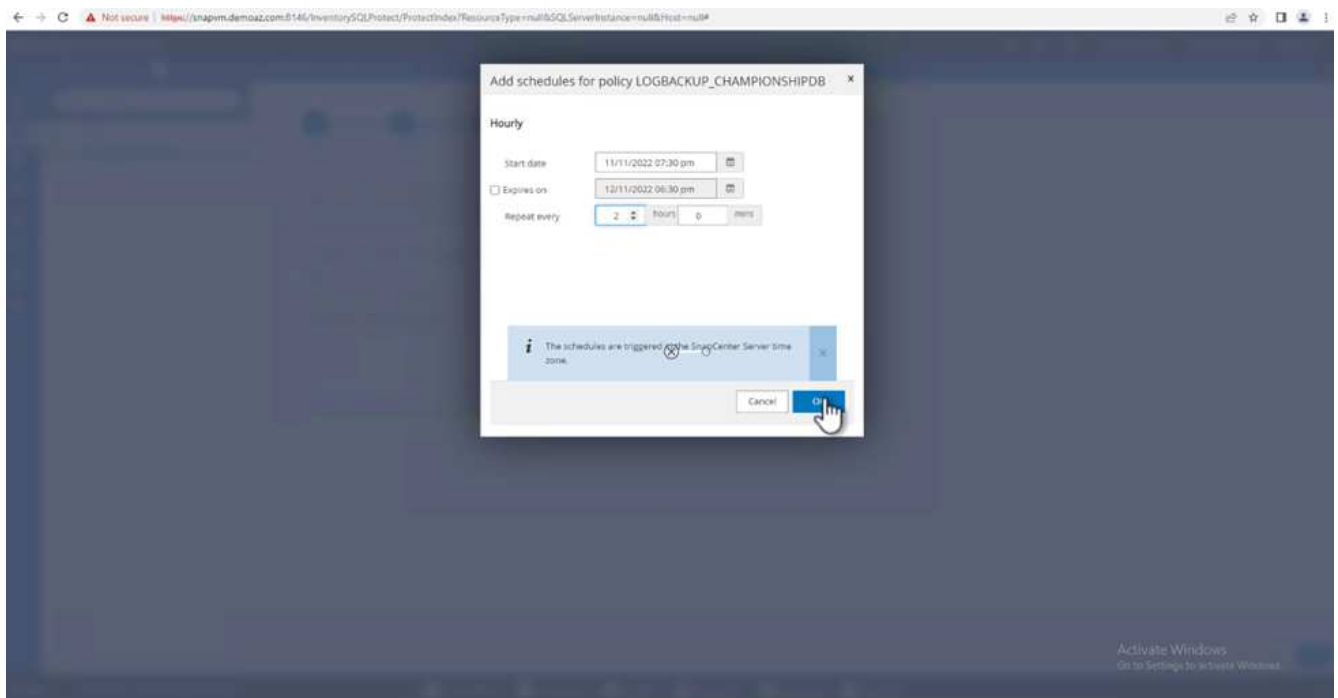 Not secure | https://snapvm.demoaz.com:8146/InventorySQLProtect/ProtectIndex?ResourceType=null&SQLServerInstance=null&Host=null#
Add schedules for policy LOGBACKUP_CHAMPIONSHIPDB x
Hourly
Start date 11/11/2022 07:30 pm
Expires on 12/11/2022 06:30 pm
Repeat every 2 hours 0 mins
i The schedules are triggered in the SnapCenter Server time x
zone.
Cancel
Activate Windows
Go to Settings to activate Windows.